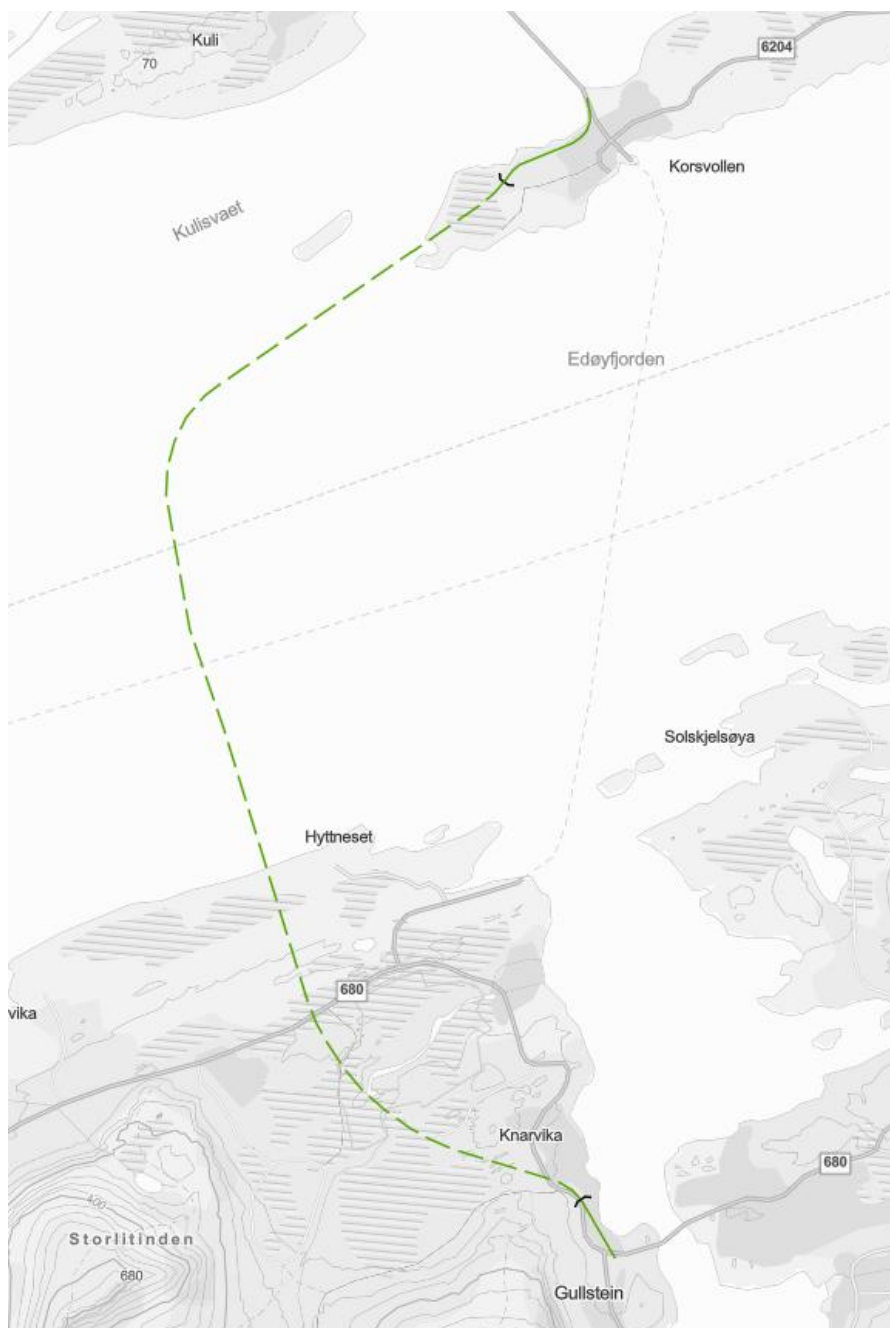 Kuli
70
6204
Korsvollen
Kulisvaet
Edøyfjorden
Solskjelsøya
Hyttneset
680
vika
Knarvika
680
400
Storlitinden
680
Gullstein